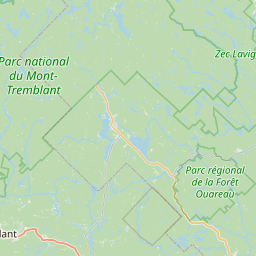 Zec Lavig
Parc national
du Mont-
Tremblant
Parc régional
de la Forêt
Ouareau
lant